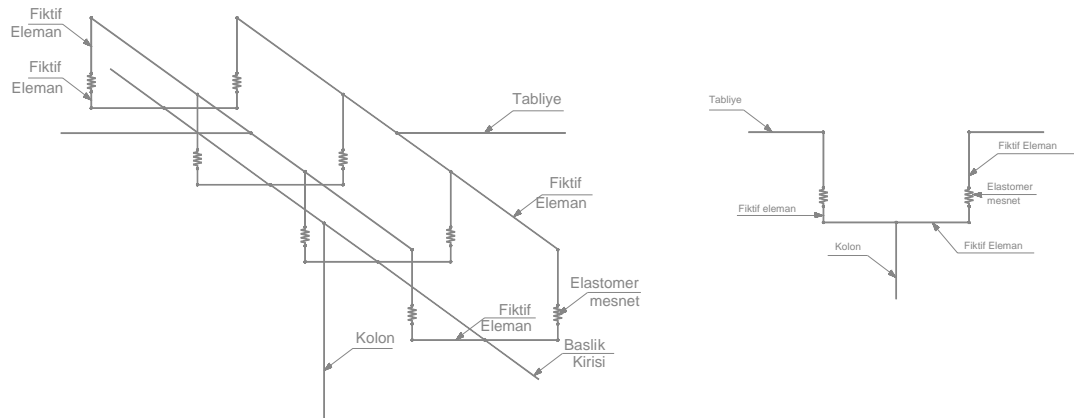 Fiktif
Eleman
Fiktif
Eleman
Tabliye
Fiktif
Eleman
Elastomer
mesnet
Fiktif
Eleman
Kolon
Baslik
Kirisi
Tabliye
Fiktif Eleman
Elastomer
mesnet
Fiktif eleman
Kolon
Fiktif Eleman